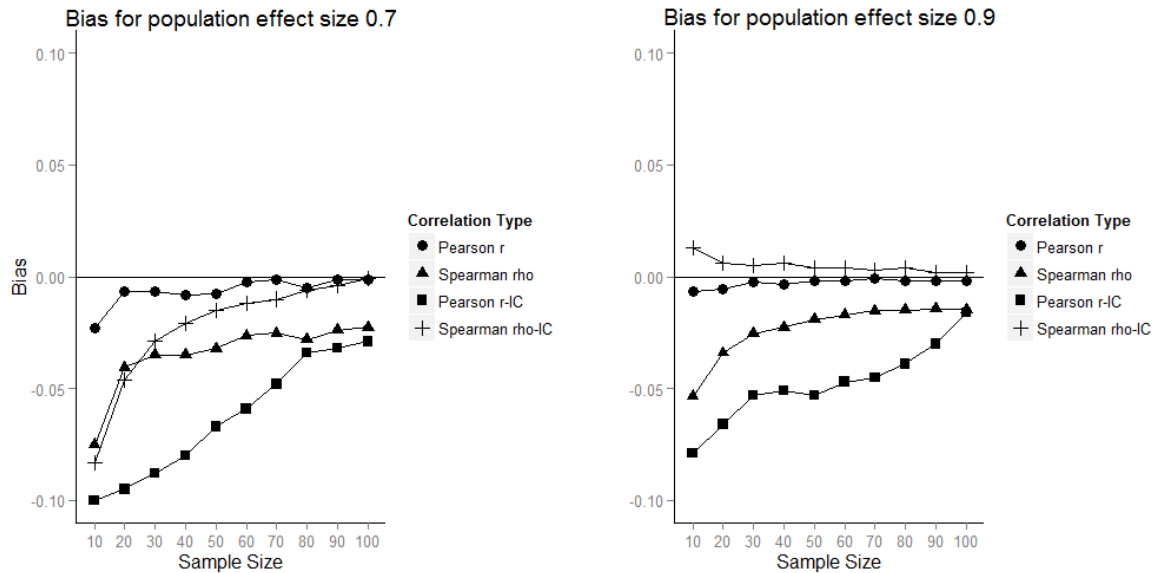 Bias for population effect size 0.7
0.10
0.05
0.00
-0.05
-0.10
Bias
10 20 30 40 50 60 70 80 90 100
Sample Size
Correlation Type
Pearson r
Spearman rho
Pearson r-IC
Spearman rho-IC
Bias for population effect size 0.9
0.10
0.05
0.00
-0.05
-0.10
10 20 30 40 50 60 70 80 90 100
Sample Size
Correlation Type
Pearson r
Spearman rho
Pearson r-IC
Spearman rho-IC